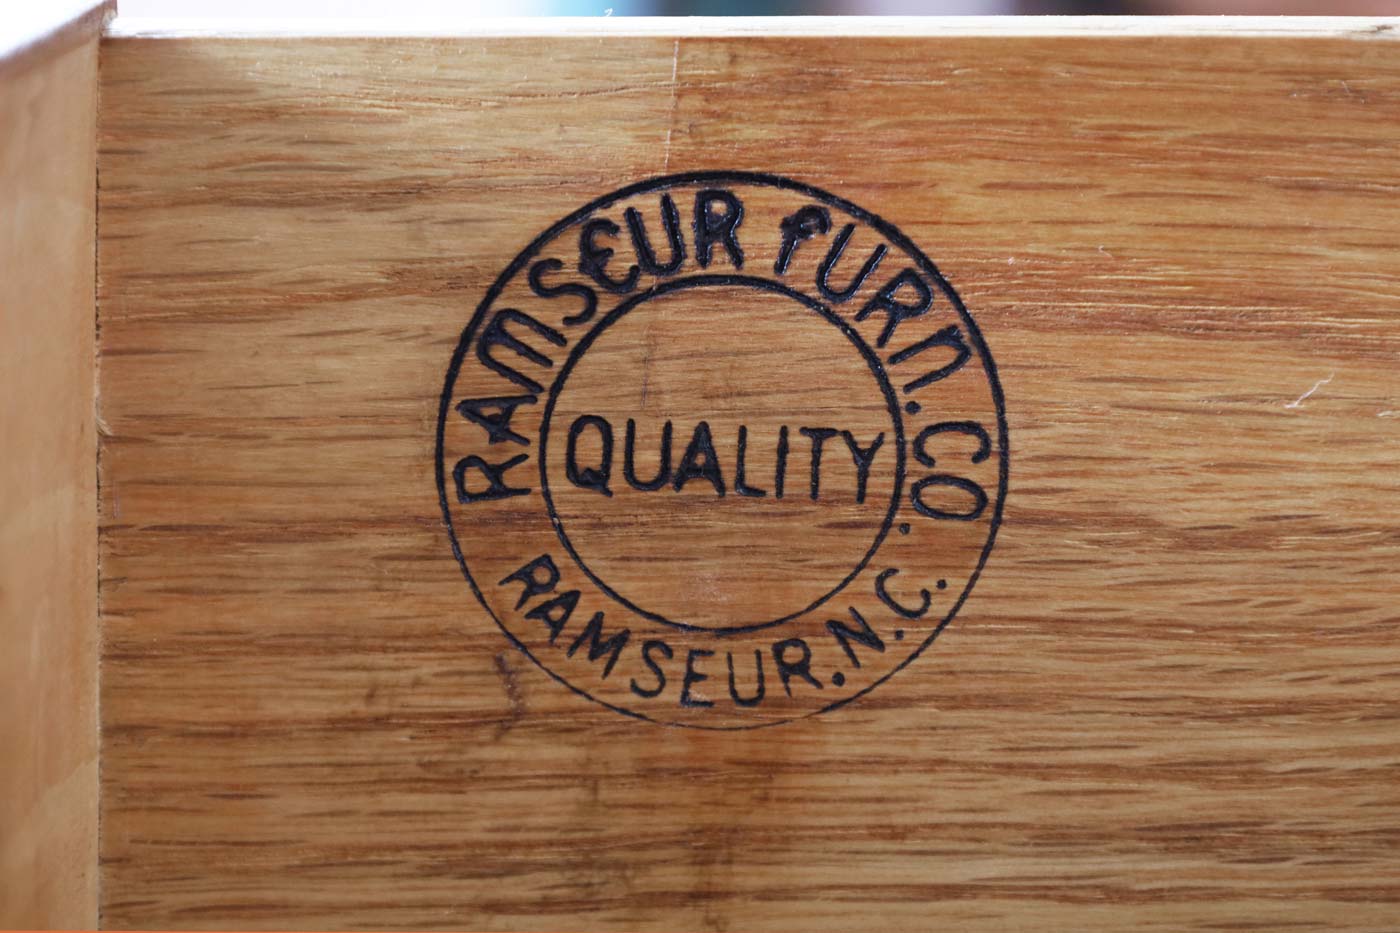 RAMSEUR FURN. CO.
QUALITY
RAMSEUR. N. C.